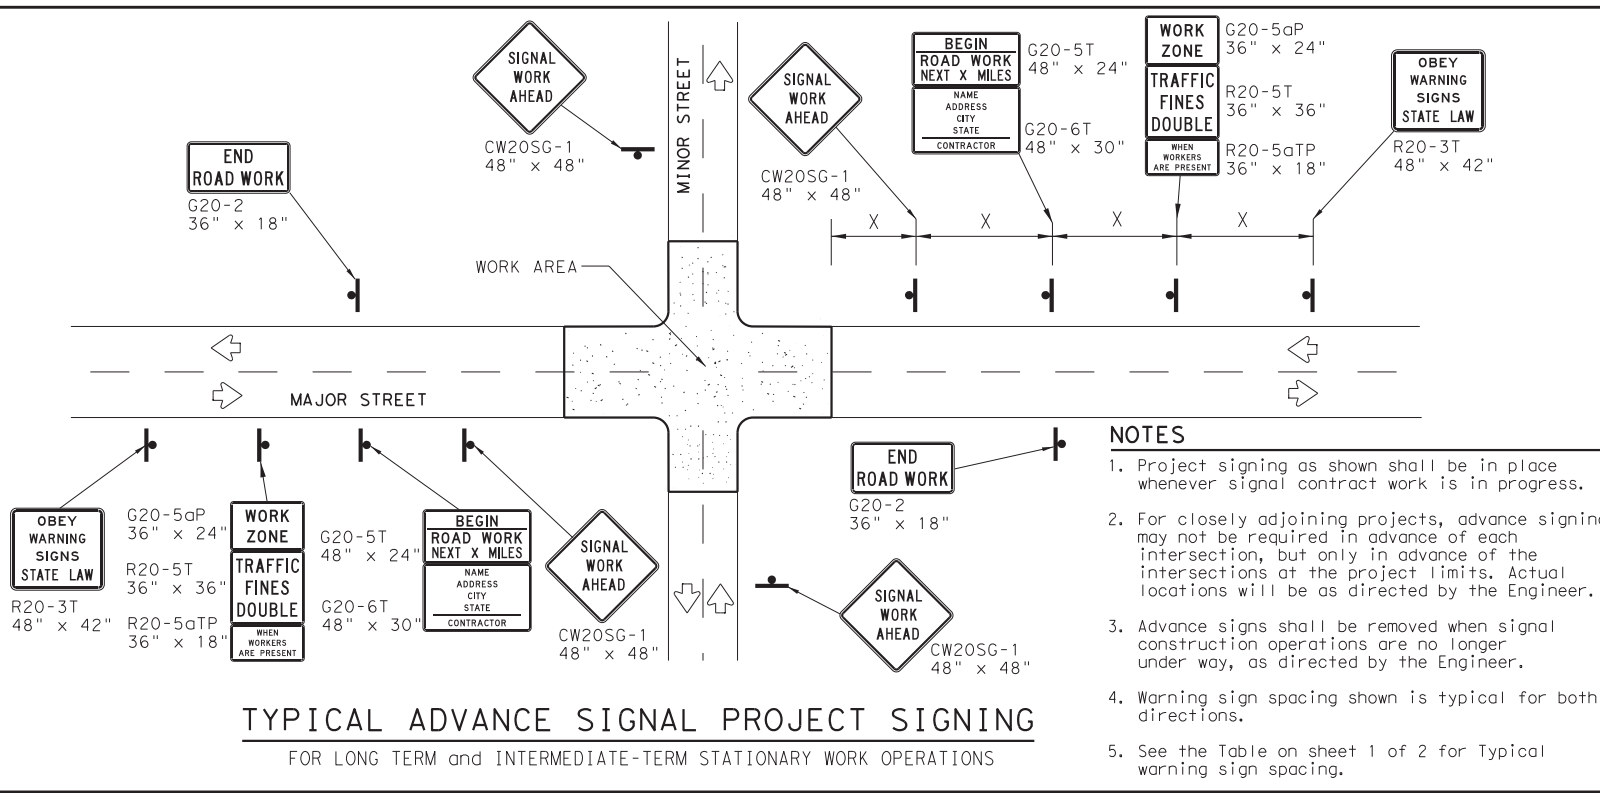 SIGNAL
WORK
AHEAD
CW20SG-1
48" x 48"
MINOR STREET
SIGNAL
WORK
AHEAD
CW20SG-1
48" x 48"
BEGIN
ROAD WORK
NEXT X MILES
NAME
ADDRESS
CITY
STATE
CONTRACTOR
G20-5T
48" x 24"
G20-6T
48" x 30"
WORK
ZONE
TRAFFIC
FINES
DOUBLE
WHEN
WORKERS
ARE PRESENT
G20-5aP
36" x 24"
R20-5T
36" x 36"
R20-5aTP
36" x 18"
OBEY
WARNING
SIGNS
STATE LAW
R20-3T
48" x 42"
END
ROAD WORK
G20-2
36" x 18"
X
X
X
X
WORK AREA
MAJOR STREET
OBEY
WARNING
SIGNS
STATE LAW
R20-3T
48" x 42"
G20-5aP
36" x 24"
R20-5T
36" x 36"
R20-5aTP
36" x 18"
WORK
ZONE
TRAFFIC
FINES
DOUBLE
WHEN
WORKERS
ARE PRESENT
G20-5T
48" x 24"
G20-6T
48" x 30"
BEGIN
ROAD WORK
NEXT X MILES
NAME
ADDRESS
CITY
STATE
CONTRACTOR
SIGNAL
WORK
AHEAD
CW20SG-1
48" x 48"
END
ROAD WORK
G20-2
36" x 18"
SIGNAL
WORK
AHEAD
CW20SG-1
48" x 48"
TYPICAL ADVANCE SIGNAL PROJECT SIGNING
FOR LONG TERM and INTERMEDIATE-TERM STATIONARY WORK OPERATIONS
NOTES
1. Project signing as shown shall be in place
whenever signal contract work is in progress.
2. For closely adjoining projects, advance signing
may not be required in advance of each
intersection, but only in advance of the
intersections at the project limits. Actual
locations will be as directed by the Engineer.
3. Advance signs shall be removed when signal
construction operations are no longer
under way, as directed by the Engineer.
4. Warning sign spacing shown is typical for both
directions.
5. See the Table on sheet 1 of 2 for Typical
warning sign spacing.